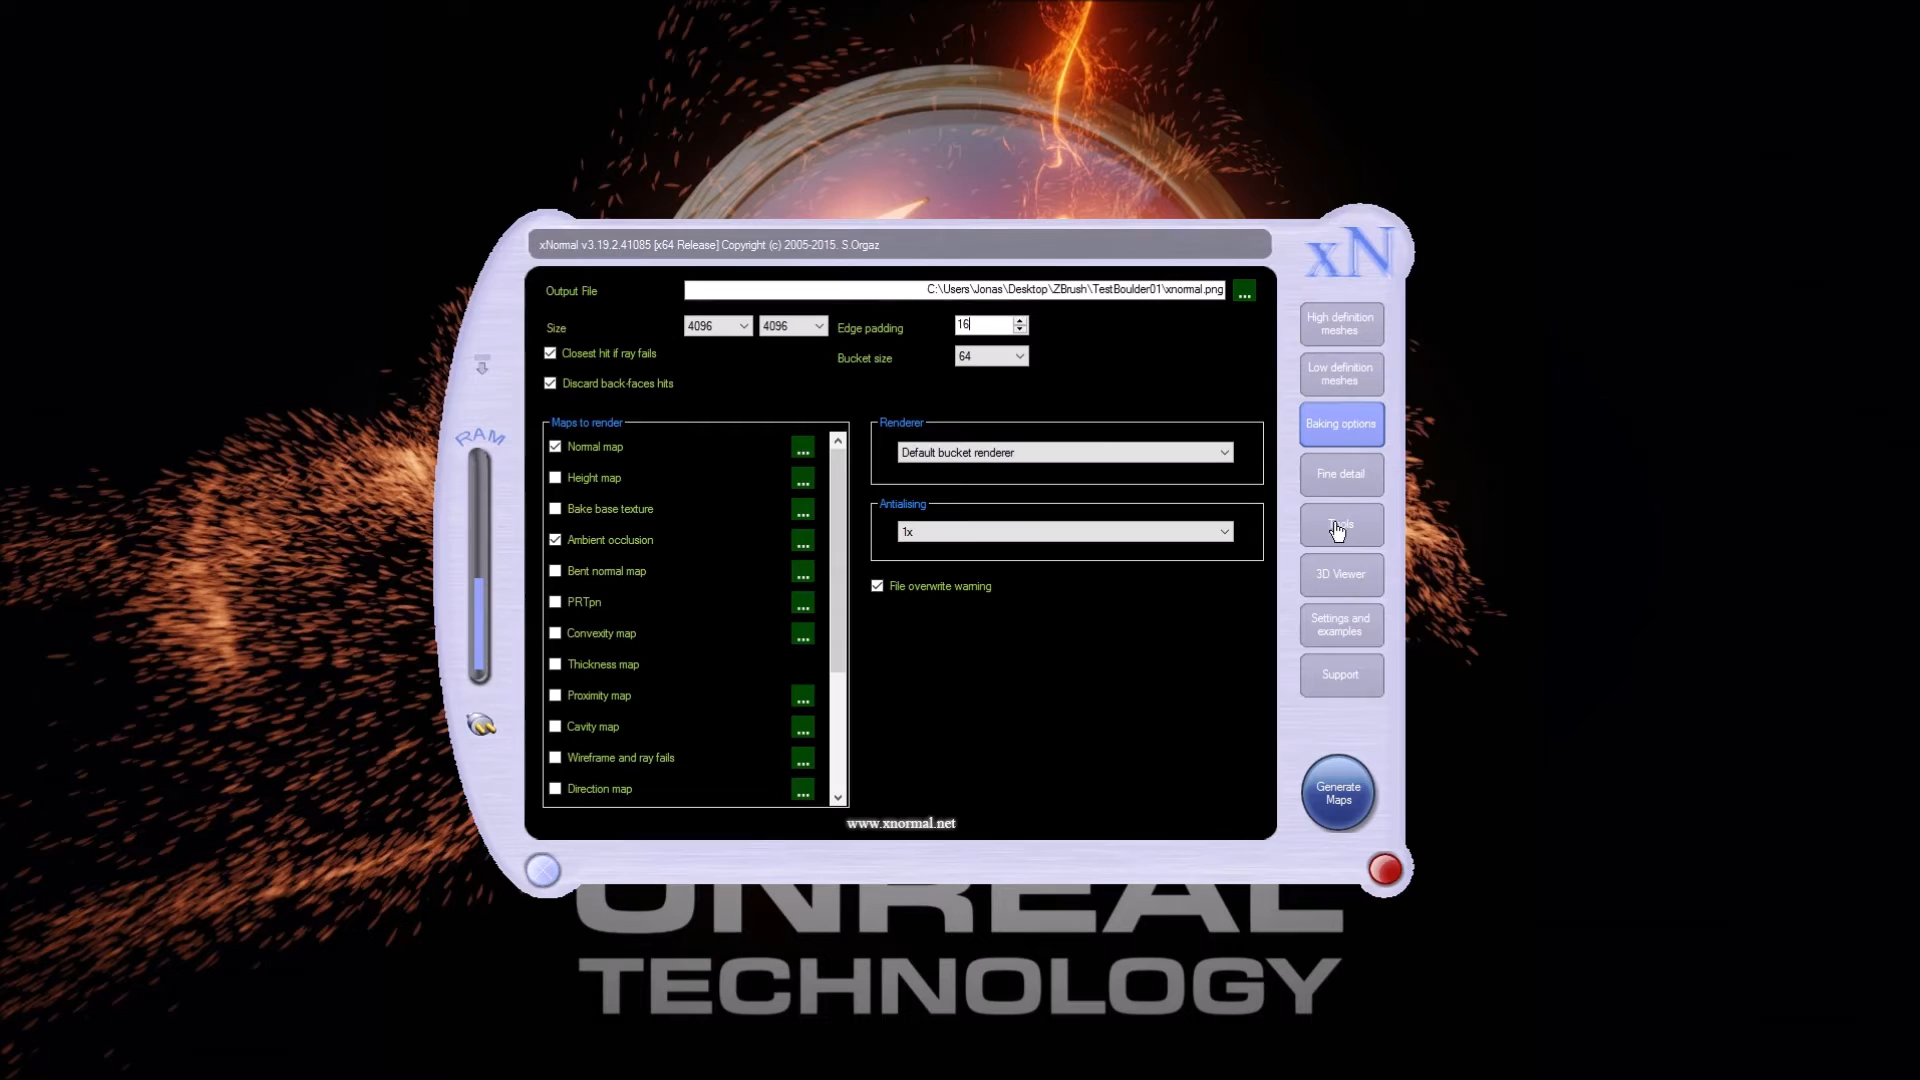 xNormal v3.19.2.41085 [x64 Release] Copyright (c) 2005-2015. S.Orgaz
xN
Output File
C:\Users\Jonas\Desktop\ZBrush\TestBoulder01\xnormal.png
...
Size
4096
4096
Edge padding
16
Closest hit if ray fails
Bucket size
64
Discard back-faces hits
Maps to render
Normal map
...
Height map
...
Bake base texture
...
Ambient occlusion
...
Bent normal map
...
PRTpn
...
Convexity map
...
Thickness map
Proximity map
...
Cavity map
...
Wireframe and ray fails
...
Direction map
...
Renderer
Default bucket renderer
Antialising
1x
File overwrite warning
www.xnormal.net
RAM
High definition
meshes
Low definition
meshes
Baking options
Fine detail
Tools
3D Viewer
Settings and
examples
Support
Generate
Maps
UNREAL
TECHNOLOGY